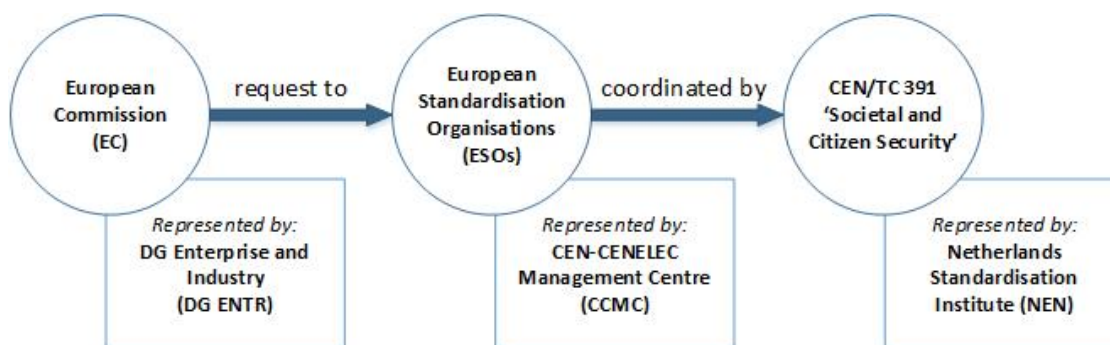 European
Commission
(EC)
request to
European
Standardisation
Organisations
(ESOs)
coordinated by
CEN/TC 391
‘Societal and
Citizen Security’
Represented by:
DG Enterprise and
Industry
(DG ENTR)
Represented by:
CEN-CENELEC
Management Centre
(CCMC)
Represented by:
Netherlands
Standardisation
Institute (NEN)